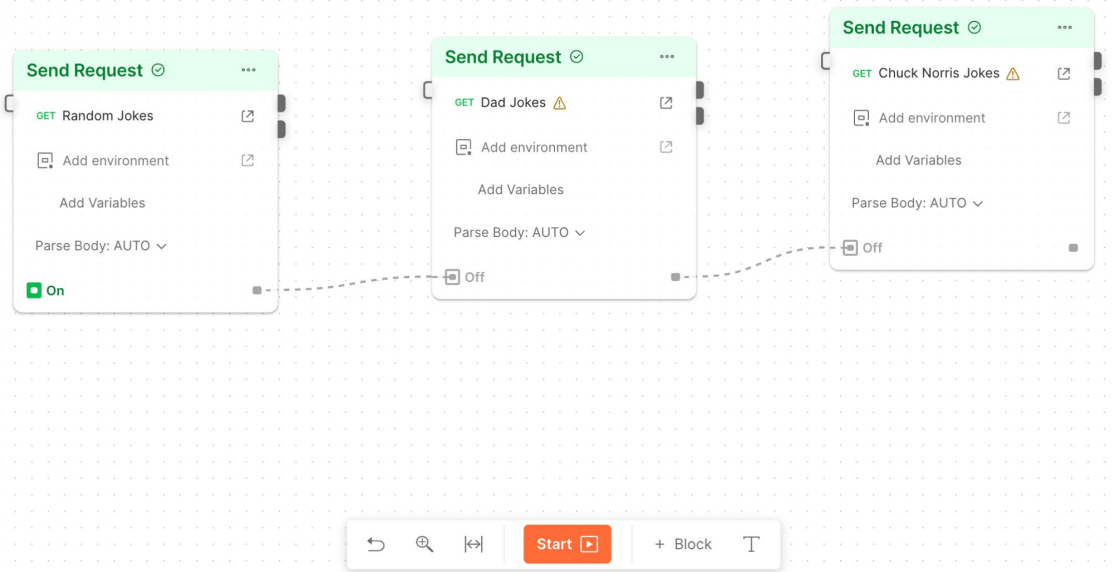 Send Request
GET Random Jokes
Add environment
Add Variables
Parse Body: AUTO
On
Send Request
GET Dad Jokes
Add environment
Add Variables
Parse Body: AUTO
Off
Send Request
GET Chuck Norris Jokes
Add environment
Add Variables
Parse Body: AUTO
Off
Start + Block T